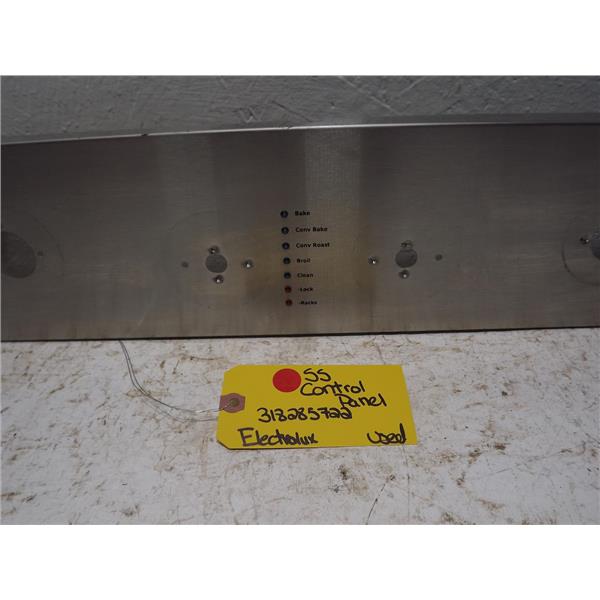 Bake
Conv Bake
Conv Roast
Broil
Clean
-Lock
-Racks
SS
Control
Panel
318285722
Electrolux used